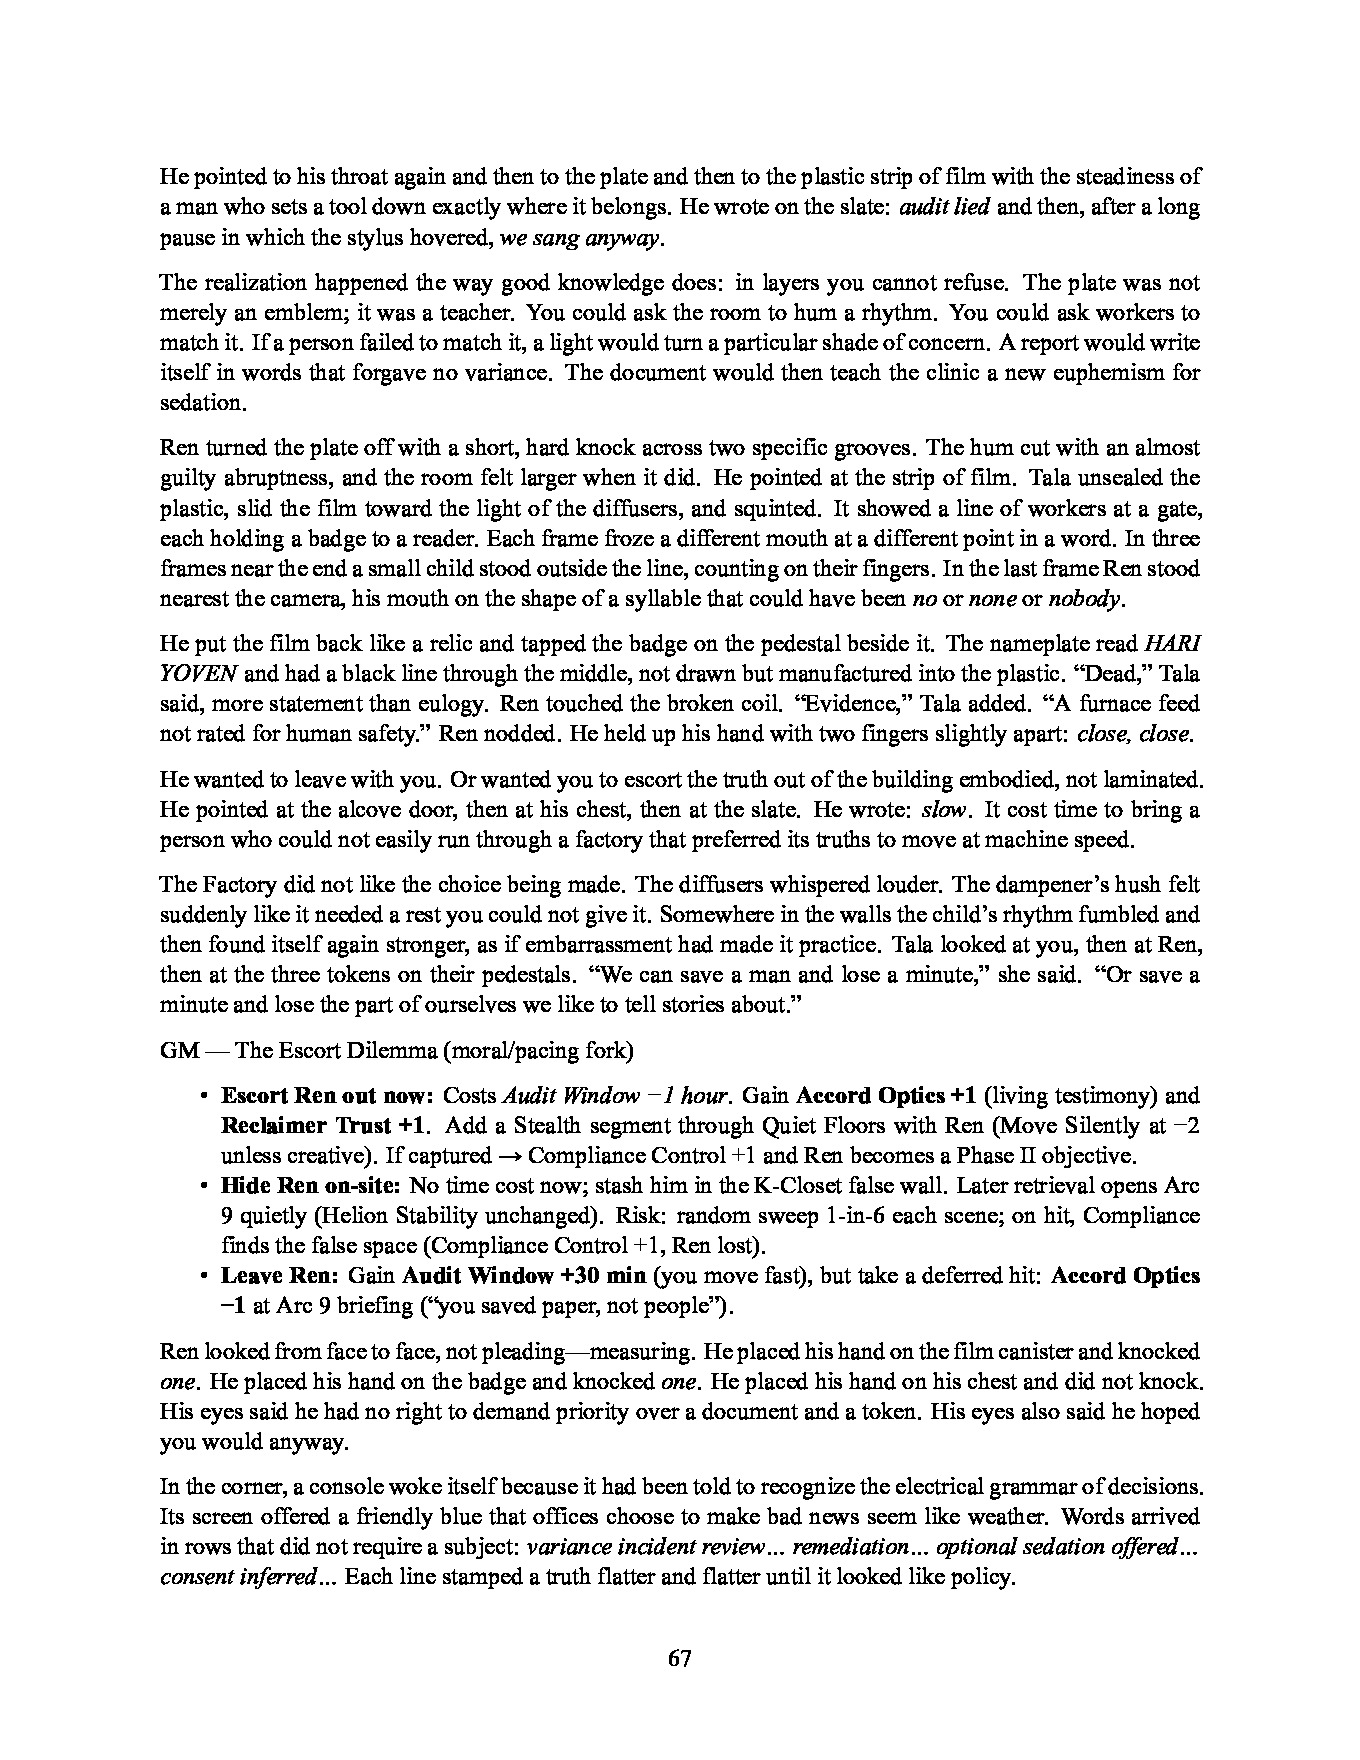 He pointed to his throat again and then to the plate and then to the plastic strip of film with the steadiness of
a man who sets a tool down exactly where it belongs. He wrote on the slate: audit lied and then, after a long
pause in which the stylus hovered, we sang anyway.
The realization happened the way good knowledge does: in layers you cannot refuse. The plate was not
merely an emblem; it was a teacher. You could ask the room to hum a rhythm. You could ask workers to
match it. If a person failed to match it, a light would turn a particular shade of concern. A report would write
itself in words that forgave no variance. The document would then teach the clinic a new euphemism for
sedation.
Ren turned the plate off with a short, hard knock across two specific grooves. The hum cut with an almost
guilty abruptness, and the room felt larger when it did. He pointed at the strip of film. Tala unsealed the
plastic, slid the film toward the light of the diffusers, and squinted. It showed a line of workers at a gate,
each holding a badge to a reader. Each frame froze a different mouth at a different point in a word. In three
frames near the end a small child stood outside the line, counting on their fingers. In the last frame Ren stood
nearest the camera, his mouth on the shape of a syllable that could have been no or none or nobody.
He put the film back like a relic and tapped the badge on the pedestal beside it. The nameplate read HARI
YOVEN and had a black line through the middle, not drawn but manufactured into the plastic. “Dead,” Tala
said, more statement than eulogy. Ren touched the broken coil. “Evidence,” Tala added. “A furnace feed
not rated for human safety.” Ren nodded. He held up his hand with two fingers slightly apart: close, close.
He wanted to leave with you. Or wanted you to escort the truth out of the building embodied, not laminated.
He pointed at the alcove door, then at his chest, then at the slate. He wrote: slow. It cost time to bring a
person who could not easily run through a factory that preferred its truths to move at machine speed.
The Factory did not like the choice being made. The diffusers whispered louder. The dampener’s hush felt
suddenly like it needed a rest you could not give it. Somewhere in the walls the child’s rhythm fumbled and
then found itself again stronger, as if embarrassment had made it practice. Tala looked at you, then at Ren,
then at the three tokens on their pedestals. “We can save a man and lose a minute,” she said. “Or save a
minute and lose the part of ourselves we like to tell stories about.”
GM — The Escort Dilemma (moral/pacing fork)
• Escort Ren out now: Costs Audit Window −1 hour. Gain Accord Optics +1 (living testimony) and
Reclaimer Trust +1. Add a Stealth segment through Quiet Floors with Ren (Move Silently at −2
unless creative). If captured → Compliance Control +1 and Ren becomes a Phase II objective.
• Hide Ren on-site: No time cost now; stash him in the K-Closet false wall. Later retrieval opens Arc
9 quietly (Helion Stability unchanged). Risk: random sweep 1-in-6 each scene; on hit, Compliance
finds the false space (Compliance Control +1, Ren lost).
• Leave Ren: Gain Audit Window +30 min (you move fast), but take a deferred hit: Accord Optics
−1 at Arc 9 briefing (“you saved paper, not people”).
Ren looked from face to face, not pleading—measuring. He placed his hand on the film canister and knocked
one. He placed his hand on the badge and knocked one. He placed his hand on his chest and did not knock.
His eyes said he had no right to demand priority over a document and a token. His eyes also said he hoped
you would anyway.
In the corner, a console woke itself because it had been told to recognize the electrical grammar of decisions.
Its screen offered a friendly blue that offices choose to make bad news seem like weather. Words arrived
in rows that did not require a subject: variance incident review… remediation… optional sedation offered…
consent inferred… Each line stamped a truth flatter and flatter until it looked like policy.
67